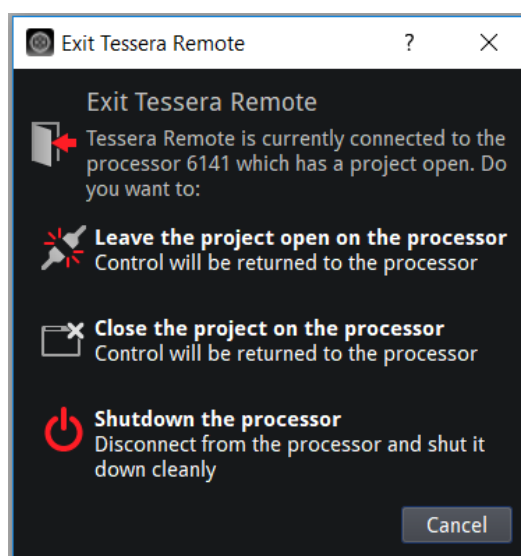 Exit Tessera Remote
?
Exit Tessera Remote
Tessera Remote is currently connected to the
processor 6141 which has a project open. Do
you want to:
Leave the project open on the processor
Control will be returned to the processor
Close the project on the processor
Control will be returned to the processor
Shutdown the processor
Disconnect from the processor and shut it
down cleanly
Cancel